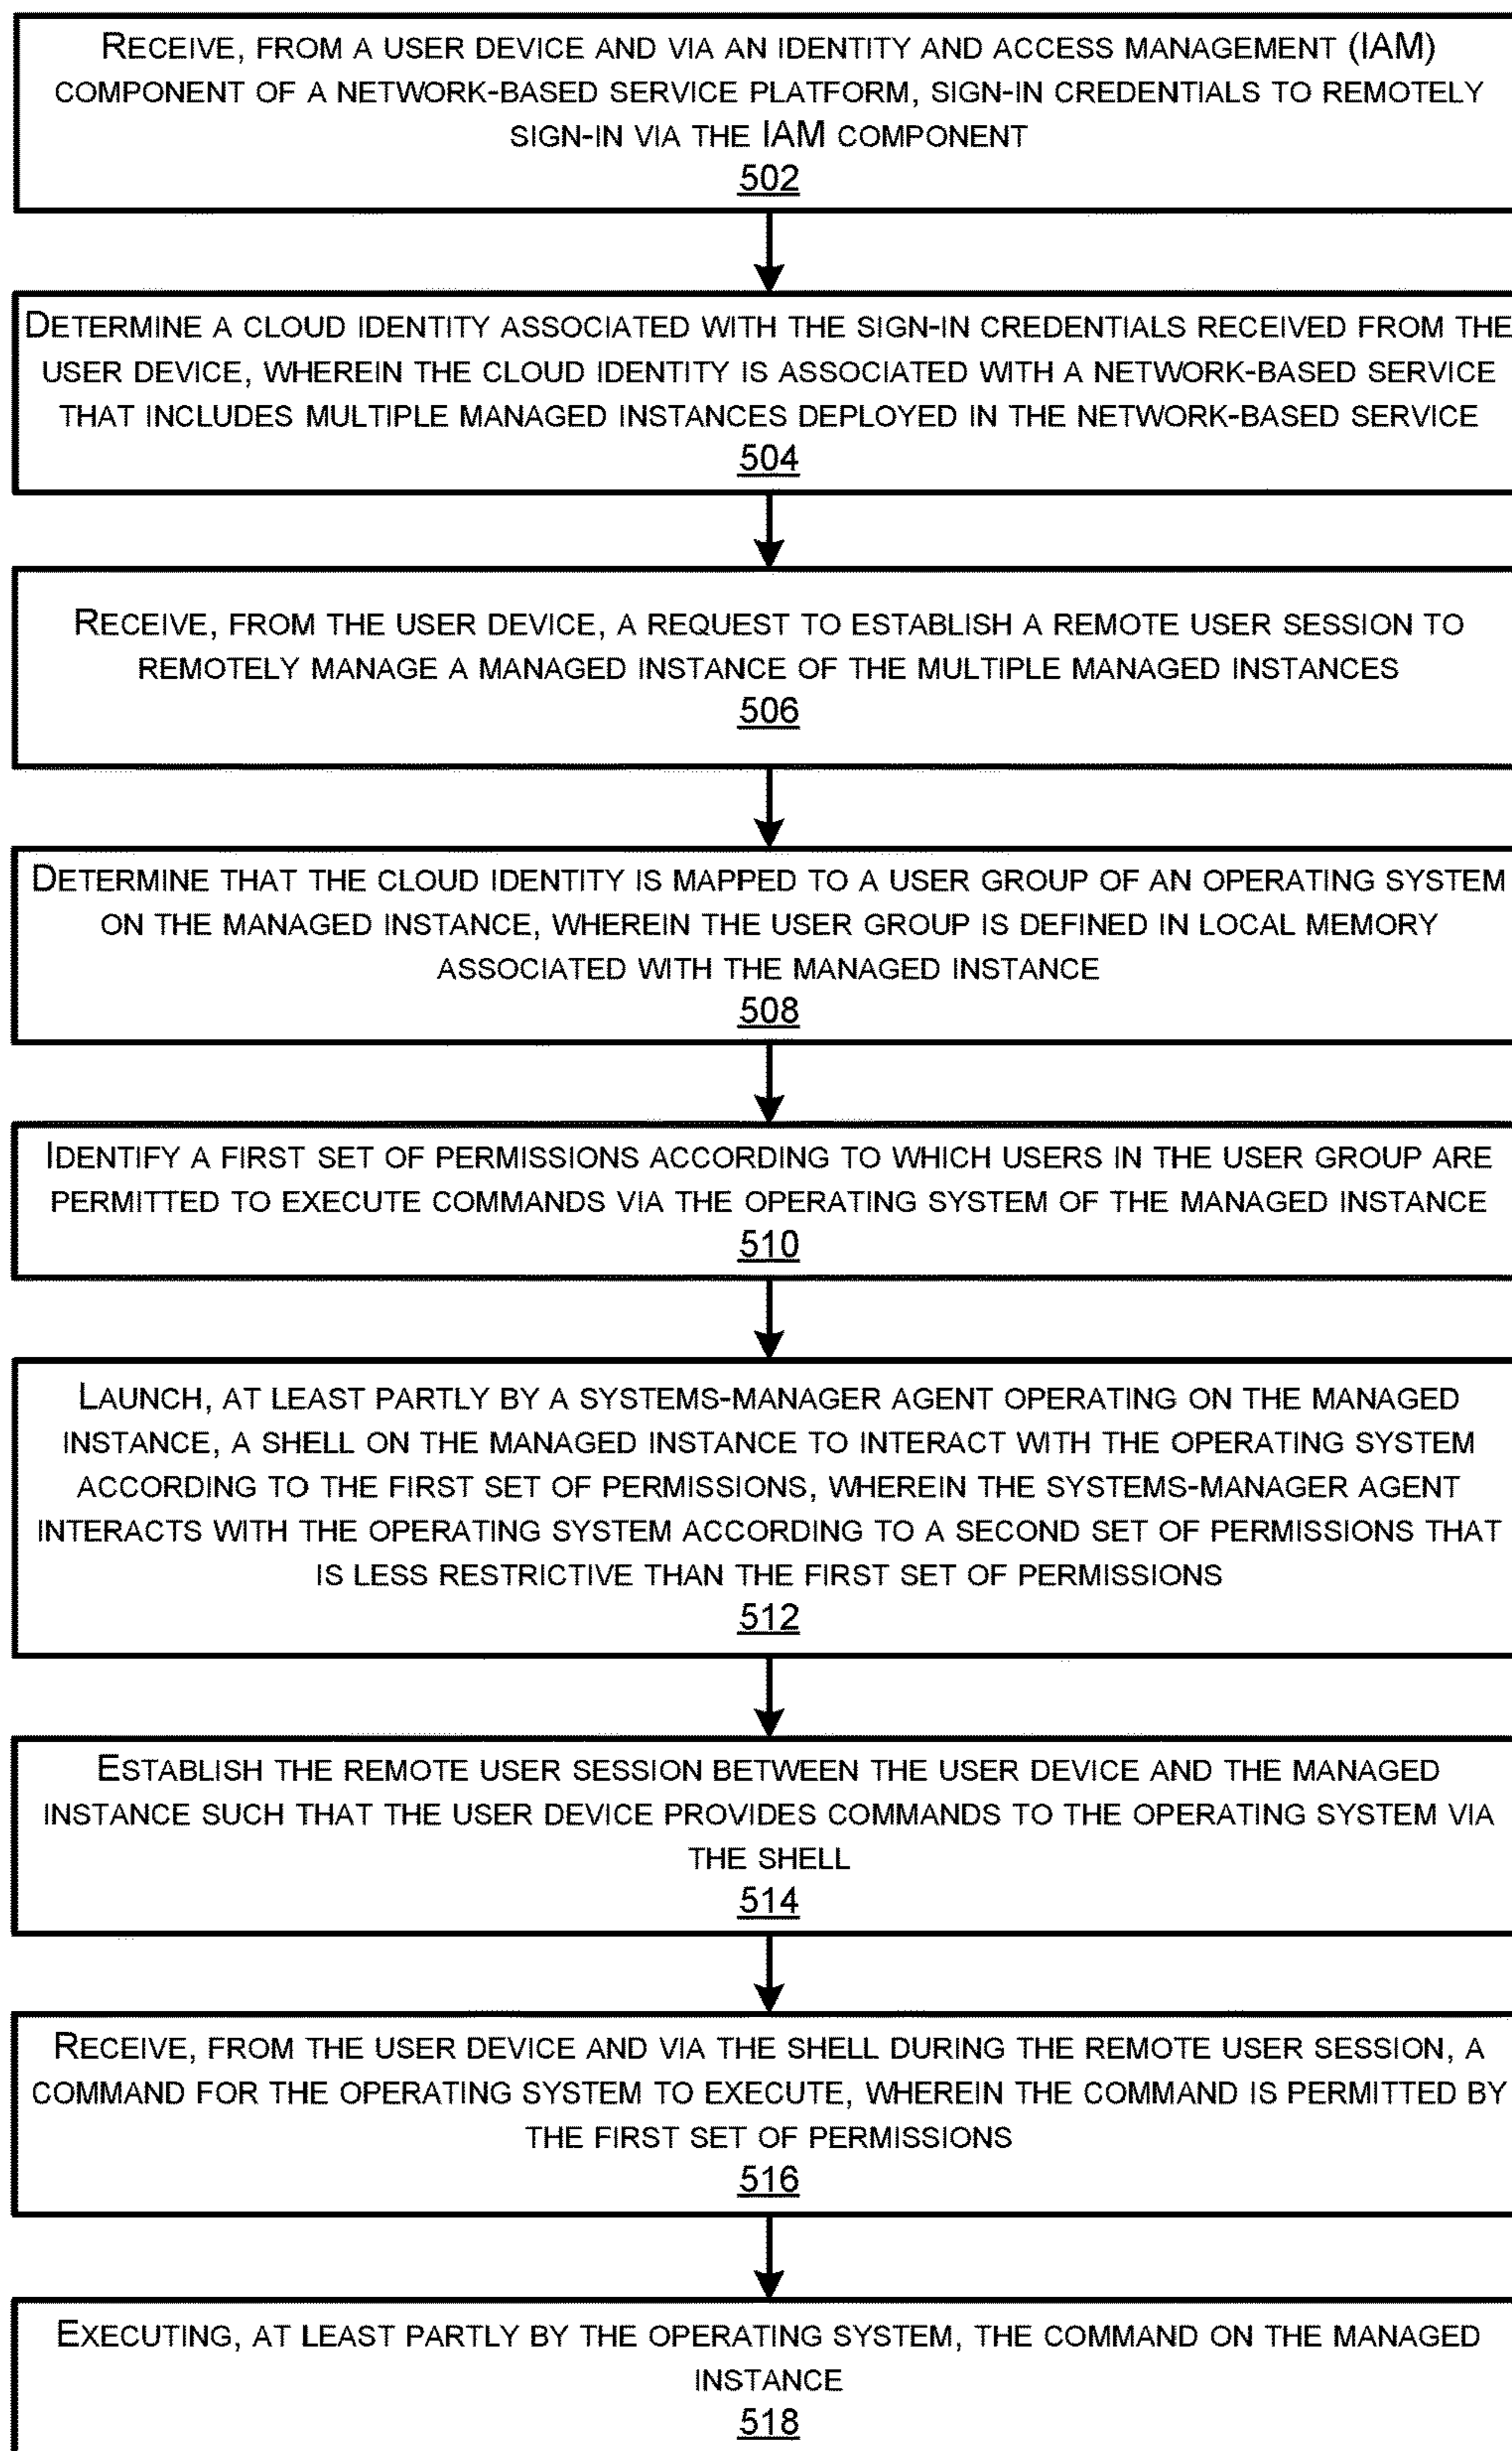 RECEIVE, FROM A USER DEVICE AND VIA AN IDENTITY AND ACCESS MANAGEMENT (IAM)
COMPONENT OF A NETWORK-BASED SERVICE PLATFORM, SIGN-IN CREDENTIALS TO REMOTELY
SIGN-IN VIA THE IAM COMPONENT
502
DETERMINE A CLOUD IDENTITY ASSOCIATED WITH THE SIGN-IN CREDENTIALS RECEIVED FROM THE
USER DEVICE, WHEREIN THE CLOUD IDENTITY IS ASSOCIATED WITH A NETWORK-BASED SERVICE
THAT INCLUDES MULTIPLE MANAGED INSTANCES DEPLOYED IN THE NETWORK-BASED SERVICE
504
RECEIVE, FROM THE USER DEVICE, A REQUEST TO ESTABLISH A REMOTE USER SESSION TO
REMOTELY MANAGE A MANAGED INSTANCE OF THE MULTIPLE MANAGED INSTANCES
506
DETERMINE THAT THE CLOUD IDENTITY IS MAPPED TO A USER GROUP OF AN OPERATING SYSTEM
ON THE MANAGED INSTANCE, WHEREIN THE USER GROUP IS DEFINED IN LOCAL MEMORY
ASSOCIATED WITH THE MANAGED INSTANCE
508
IDENTIFY A FIRST SET OF PERMISSIONS ACCORDING TO WHICH USERS IN THE USER GROUP ARE
PERMITTED TO EXECUTE COMMANDS VIA THE OPERATING SYSTEM OF THE MANAGED INSTANCE
510
LAUNCH, AT LEAST PARTLY BY A SYSTEMS-MANAGER AGENT OPERATING ON THE MANAGED
INSTANCE, A SHELL ON THE MANAGED INSTANCE TO INTERACT WITH THE OPERATING SYSTEM
ACCORDING TO THE FIRST SET OF PERMISSIONS, WHEREIN THE SYSTEMS-MANAGER AGENT
INTERACTS WITH THE OPERATING SYSTEM ACCORDING TO A SECOND SET OF PERMISSIONS THAT
IS LESS RESTRICTIVE THAN THE FIRST SET OF PERMISSIONS
512
ESTABLISH THE REMOTE USER SESSION BETWEEN THE USER DEVICE AND THE MANAGED
INSTANCE SUCH THAT THE USER DEVICE PROVIDES COMMANDS TO THE OPERATING SYSTEM VIA
THE SHELL
514
RECEIVE, FROM THE USER DEVICE AND VIA THE SHELL DURING THE REMOTE USER SESSION, A
COMMAND FOR THE OPERATING SYSTEM TO EXECUTE, WHEREIN THE COMMAND IS PERMITTED BY
THE FIRST SET OF PERMISSIONS
516
EXECUTING, AT LEAST PARTLY BY THE OPERATING SYSTEM, THE COMMAND ON THE MANAGED
INSTANCE
518